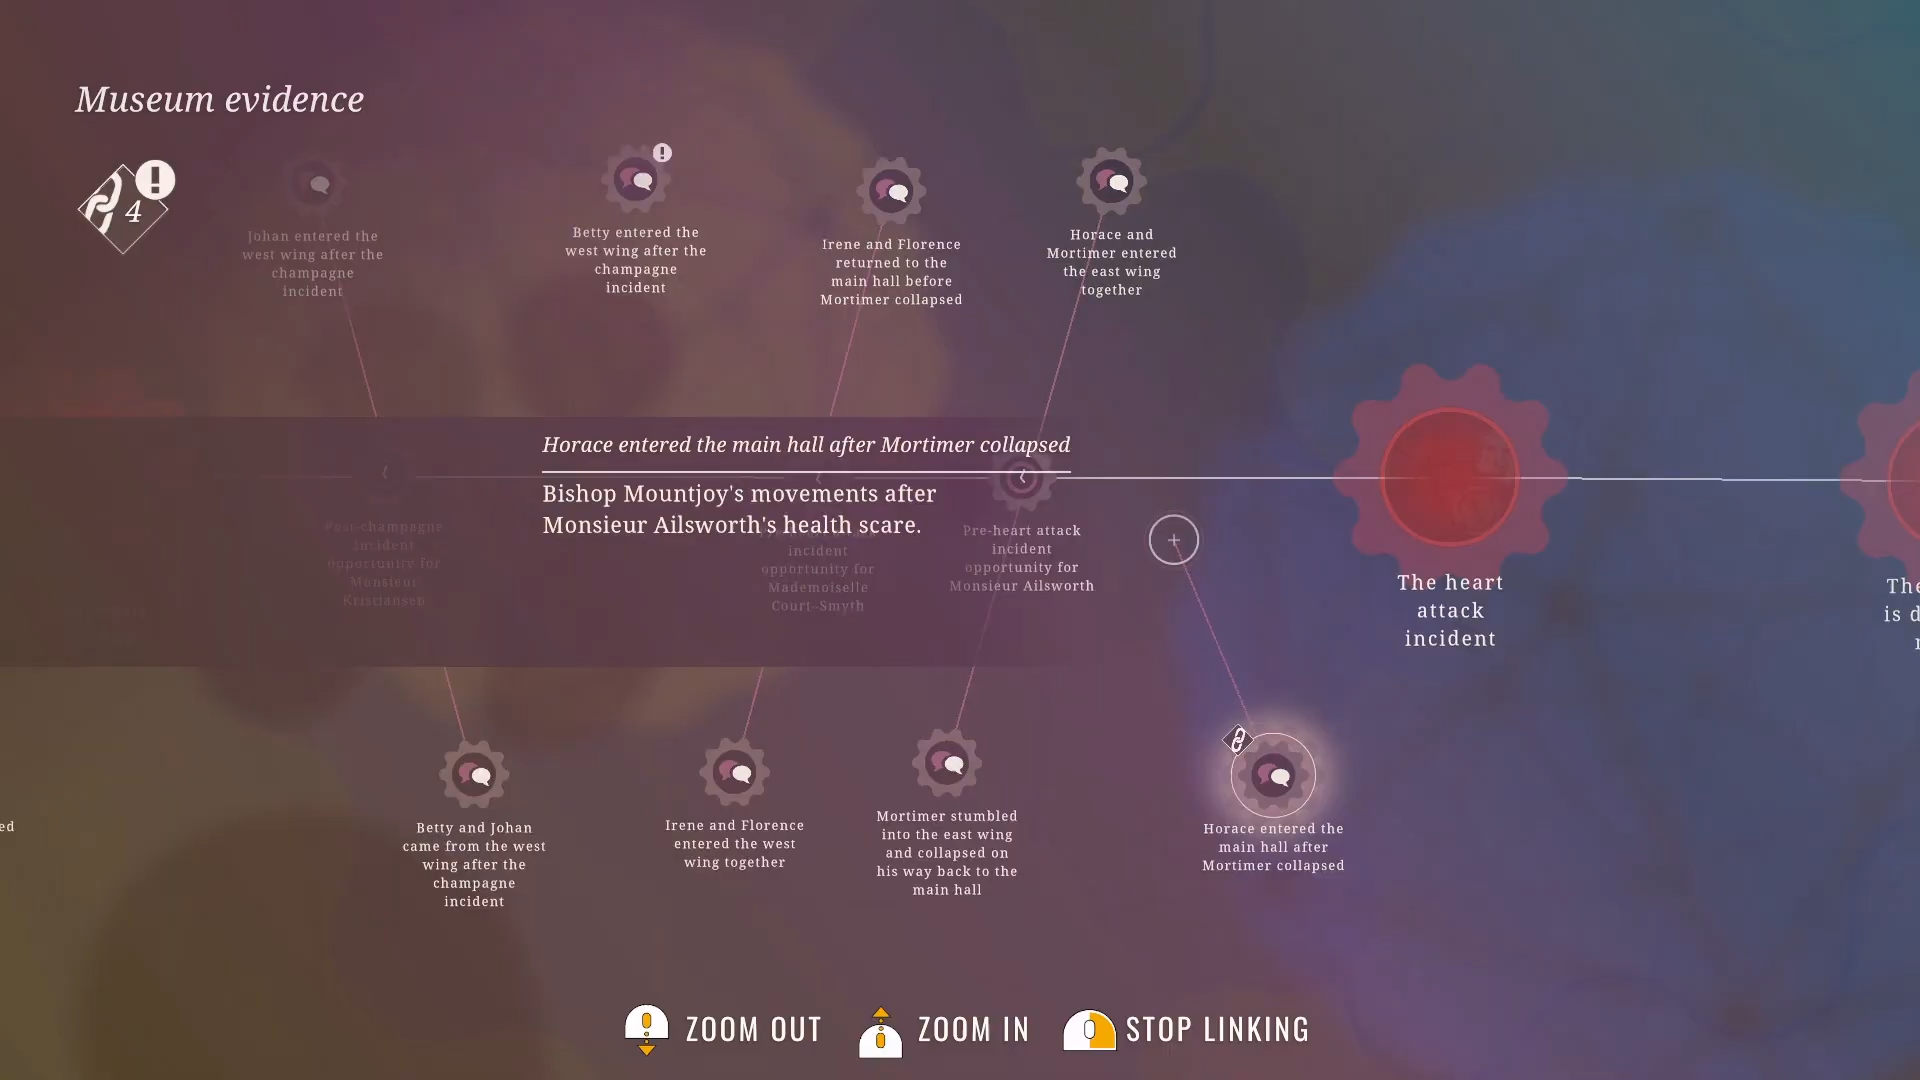 Museum evidence
4
Johan entered the
west wing after the
champagne
incident
Betty entered the
west wing after the
champagne
incident
Irene and Florence
returned to the
main hall before
Mortimer collapsed
Horace and
Mortimer entered
the east wing
together
Horace entered the main hall after Mortimer collapsed
Bishop Mountjoy's movements after
Monsieur Ailsworth's health scare.
Post-champagne
incident
opportunity for
Monsieur
Kristiansen
incident
opportunity for
Mademoiselle
Court-Smyth
Pre-heart attack
incident
opportunity for
Monsieur Ailsworth
The heart
attack
incident
The
is d
ed
Betty and Johan
came from the west
wing after the
champagne
incident
Irene and Florence
entered the west
wing together
Mortimer stumbled
into the east wing
and collapsed on
his way back to the
main hall
Horace entered the
main hall after
Mortimer collapsed
ZOOM OUT
ZOOM IN
STOP LINKING